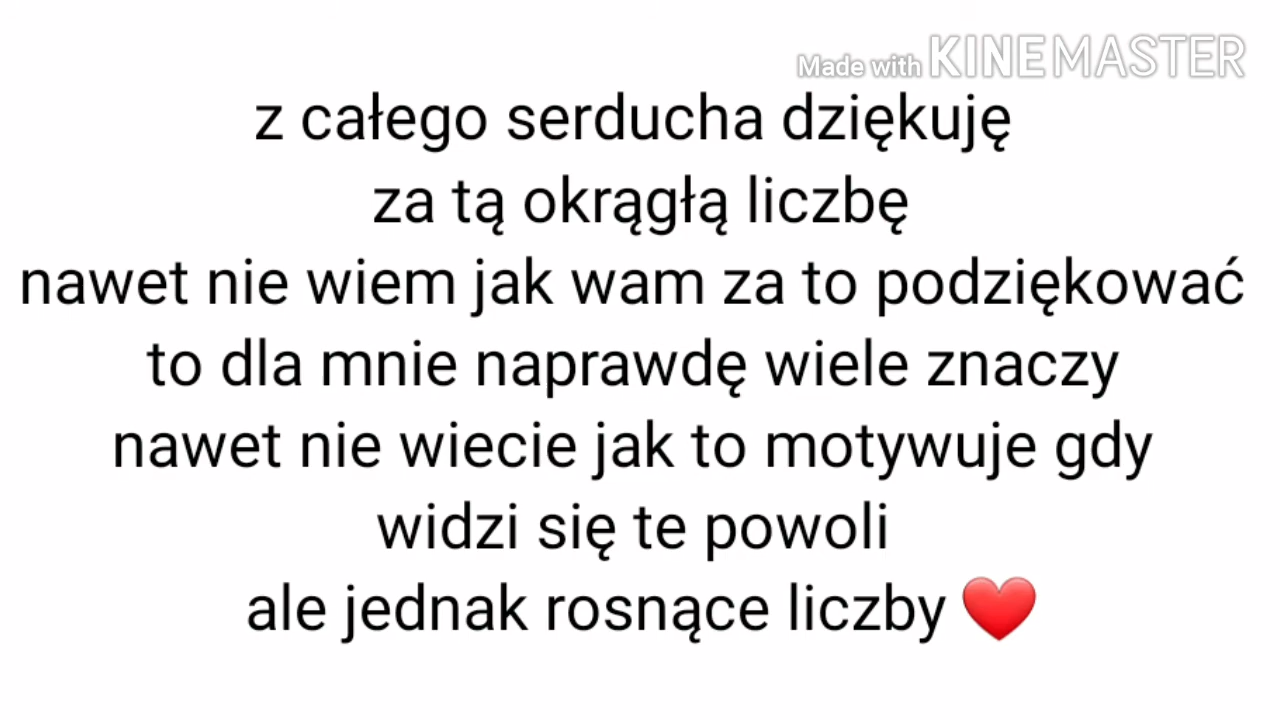 Made with KINEMASTER
z całego serducha dziękuję
za tą okrągłą liczbę
nawet nie wiem jak wam za to podziękować
to dla mnie naprawdę wiele znaczy
nawet nie wiecie jak to motywuje gdy
widzi się te powoli
ale jednak rosnące liczby ❤️